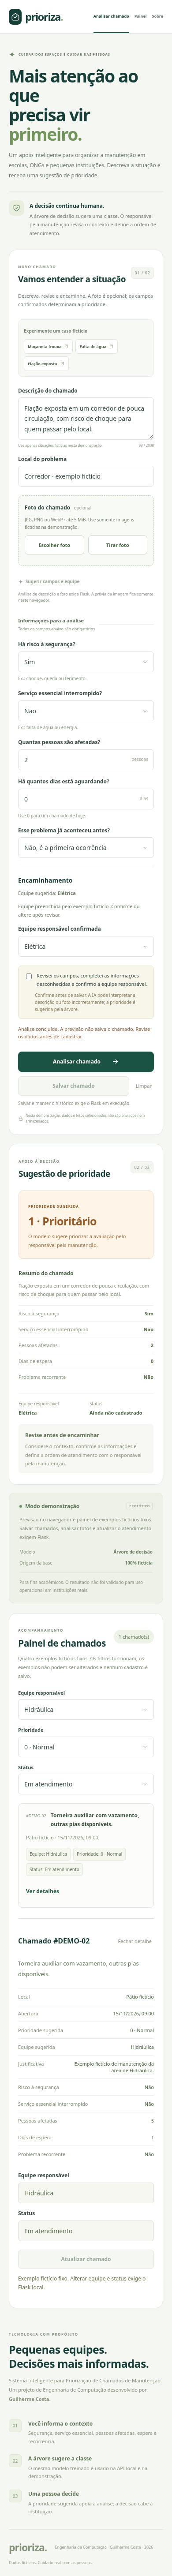 prioriza.
Analisar chamado
Painel
Sobre
CUIDAR DOS ESPAÇOS É CUIDAR DAS PESSOAS
Mais atenção ao
que
precisa vir
primeiro.
Um apoio inteligente para organizar a manutenção em
escolas, ONGs e pequenas instituições. Descreva a situação e
receba uma sugestão de prioridade.
A decisão continua humana.
A árvore de decisão sugere uma classe. O responsável
pela manutenção revisa o contexto e define a ordem de
atendimento.
NOVO CHAMADO
Vamos entender a situação
01 / 02
Descreva, revise e encaminhe. A foto é opcional; os campos
confirmados determinam a prioridade.
Experimente um caso fictício
Maçaneta frouxa
Falta de água
Fiação exposta
Descrição do chamado
Fiação exposta em um corredor de pouca
circulação, com risco de choque para
quem passar pelo local.
Use apenas situações fictícias nesta demonstração.
Local do problema
Corredor · exemplo fictício
Foto do chamado opcional
JPG, PNG ou WebP · até 5 MiB. Use somente imagens
fictícias na demonstração.
Escolher foto
Tirar foto
Sugerir campos e equipe
Análise da descrição e foto exige Flask. A prévia da imagem fica somente
neste navegador.
Informações para a análise
Todos os campos abaixo são obrigatórios
Há risco à segurança?
Sim
Ex.: choque, queda ou ferimento.
Serviço essencial interrompido?
Não
Ex.: falta de água ou energia.
Quantas pessoas são afetadas?
2
pessoas
Há quantos dias está aguardando?
0
dias
Use 0 para um chamado de hoje.
Esse problema já aconteceu antes?
Não, é a primeira ocorrência
Encaminhamento
Equipe sugerida: Elétrica
Equipe preenchida pelo exemplo fictício. Confirme ou
altere após revisar.
Equipe responsável confirmada
Elétrica
Revisei os campos, completei as informações
desconhecidas e confirmo a equipe responsável.
Confirme antes de salvar. A IA pode interpretar a
descrição ou foto incorretamente; a prioridade é
sugerida pela árvore.
Análise concluída. A previsão não salva o chamado. Revise
os dados antes de cadastrar.
Analisar chamado
Salvar chamado
Limpar
Salvar e manter o histórico exige o Flask em execução.
APOIO À DECISÃO
Sugestão de prioridade
02 / 02
PRIORIDADE SUGERIDA
1 · Prioritário
O modelo sugere priorizar a avaliação pelo
responsável pela manutenção.
Resumo do chamado
Fiação exposta em um corredor de pouca circulação, com
risco de choque para quem passar pelo local.
Risco à segurança
Sim
Serviço essencial interrompido
Não
Pessoas afetadas
2
Dias de espera
0
Problema recorrente
Não
Equipe responsável
Status
Elétrica
Ainda não cadastrado
Revise antes de encaminhar
Considere o contexto, confirme as informações e
defina a ordem de atendimento com o responsável
pela manutenção.
Modo demonstração
PROTÓTIPO
Previsão no navegador e painel de exemplos fictícios fixos.
Salvar chamados, analisar fotos e atualizar o atendimento
exigem Flask.
Modelo
Árvore de decisão
Origem da base
100% fictícia
Para fins acadêmicos. O resultado não foi validado para uso
operacional em instituições reais.
ACOMPANHAMENTO
Painel de chamados
1 chamado(s)
Quatro exemplos fictícios fixos. Os filtros funcionam; os
exemplos não podem ser alterados e nenhum cadastro é
salvo.
Equipe responsável
Hidráulica
Prioridade
0 · Normal
Status
Em atendimento
#DEMO-02
Torneira auxiliar com vazamento,
outras pias disponíveis.
Pátio fictício · 15/11/2026, 09:00
Equipe: Hidráulica
Prioridade: 0 · Normal
Status: Em atendimento
Ver detalhes
Chamado #DEMO-02
Fechar detalhe
Torneira auxiliar com vazamento, outras pias
disponíveis.
Local
Pátio fictício
Abertura
15/11/2026, 09:00
Prioridade sugerida
0 · Normal
Equipe sugerida
Hidráulica
Justificativa
Exemplo fictício de manutenção da
área de Hidráulica.
Risco à segurança
Não
Serviço essencial interrompido
Não
Pessoas afetadas
5
Dias de espera
1
Problema recorrente
Não
Equipe responsável
Hidráulica
Status
Em atendimento
Atualizar chamado
Exemplo fictício fixo. Alterar equipe e status exige o
Flask local.
TECNOLOGIA COM PROPÓSITO
Pequenas equipes.
Decisões mais informadas.
Sistema Inteligente para Priorização de Chamados de Manutenção.
Um projeto de Engenharia de Computação desenvolvido por
Guilherme Costa.
01
Você informa o contexto
Segurança, serviço essencial, pessoas afetadas, espera e
recorrência.
02
A árvore sugere a classe
O mesmo modelo treinado é usado na API local e na
demonstração.
03
Uma pessoa decide
A prioridade sugerida apoia a análise; a decisão cabe à
instituição.
prioriza.
Engenharia de Computação · Guilherme Costa · 2026
Dados fictícios. Cuidado real com as pessoas.